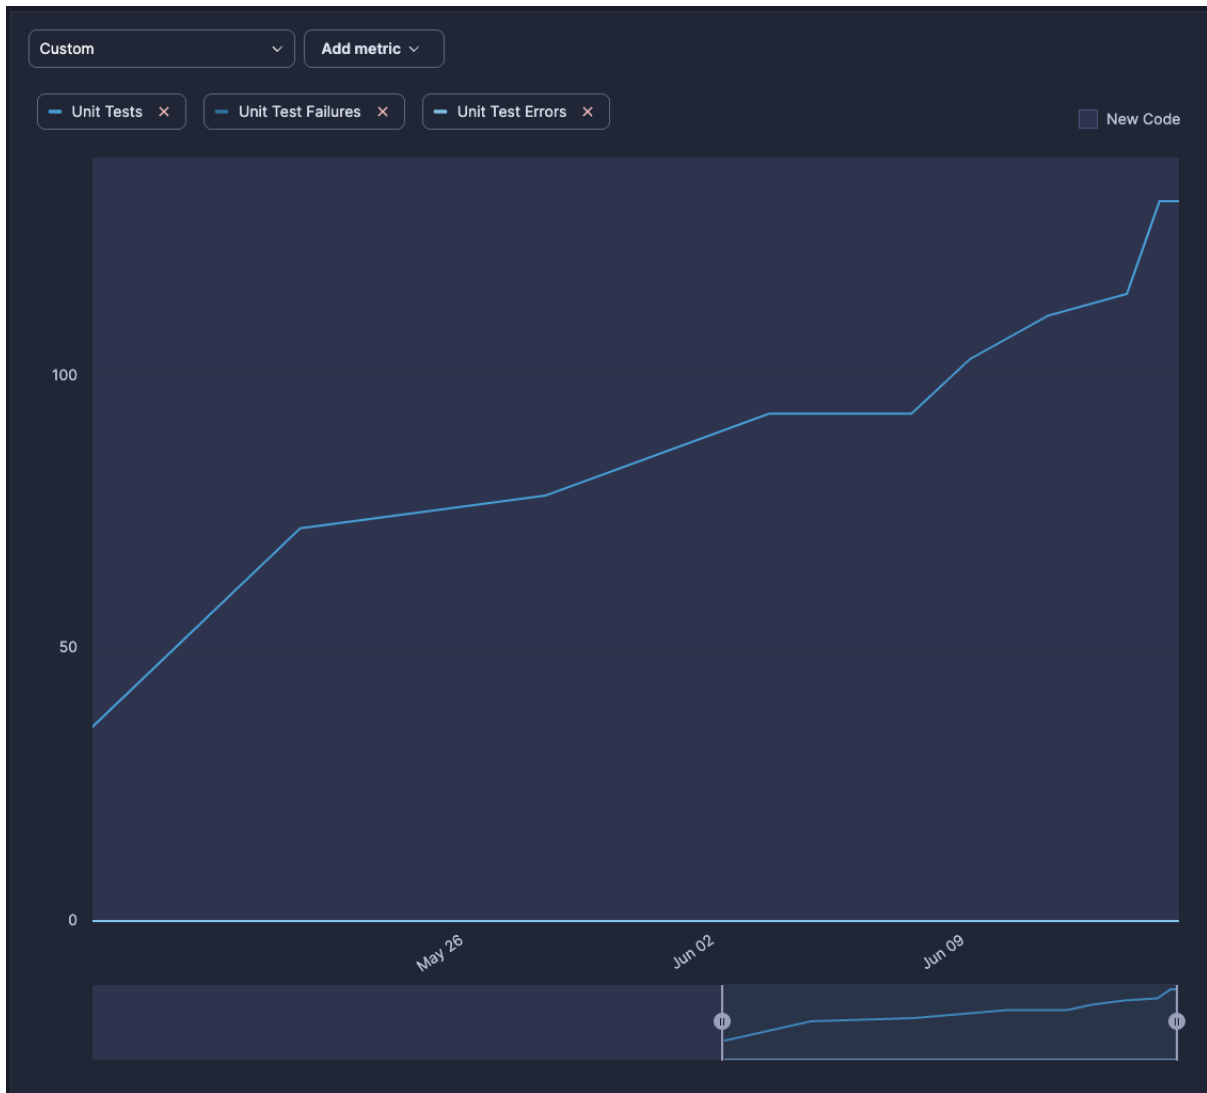 Custom
Add metric
Unit Tests
Unit Test Failures
Unit Test Errors
New Code
100
50
0
May 26
Jun 02
Jun 09